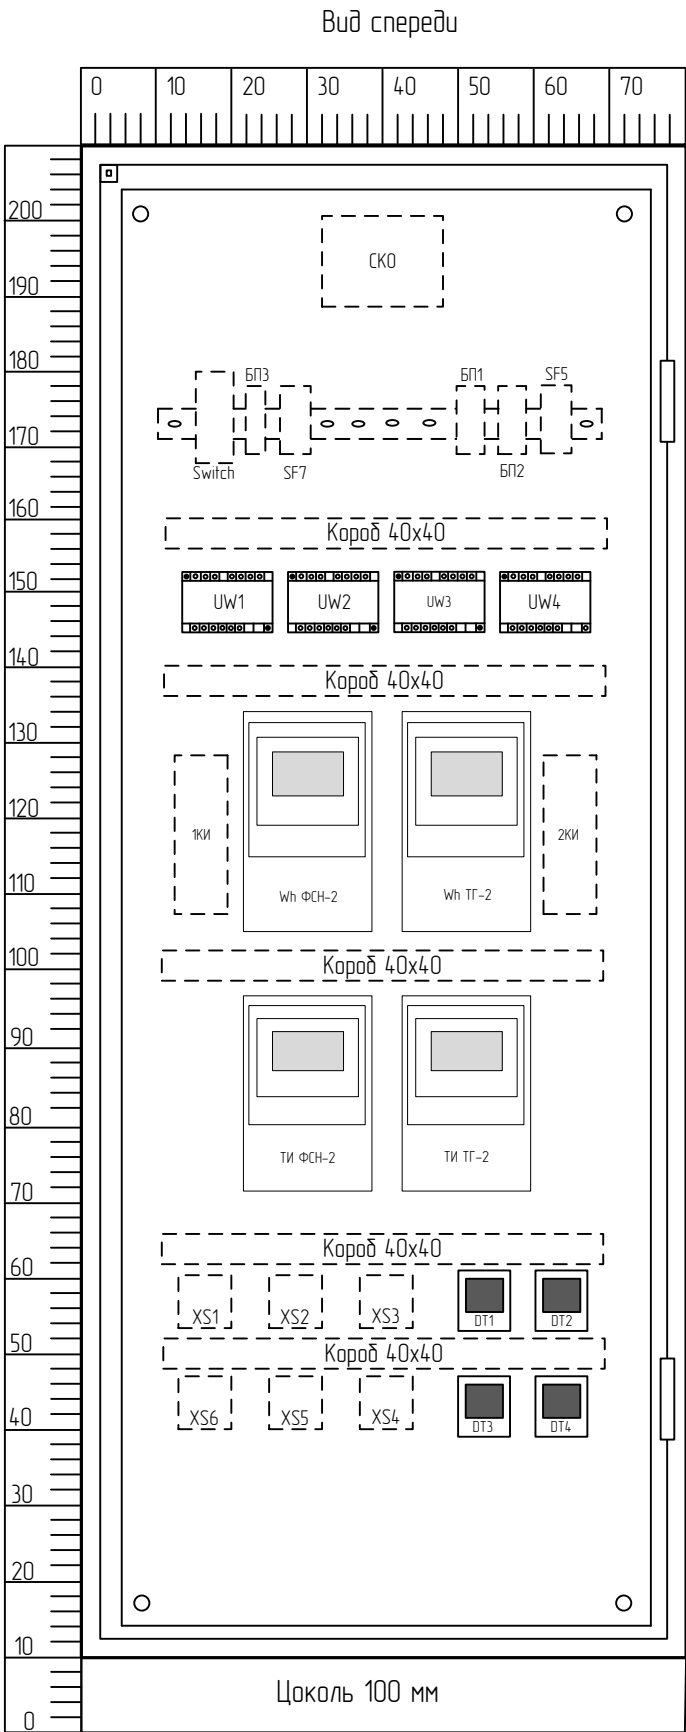 Вид спереди
0 10 20 30 40 50 60 70
200
СКО
190
180
БП3 БП1 SF5
170
Switch SF7 БП2
160
Короб 40х40
150
UW1 UW2 UW3 UW4
140
Короб 40х40
130
120
1КИ 2КИ
110
Wh ФСН-2 Wh ТГ-2
100
Короб 40х40
90
80
ТИ ФСН-2 ТИ ТГ-2
70
Короб 40х40
60
XS1 XS2 XS3 DT1 DT2
50
Короб 40х40
40
XS6 XS5 XS4 DT3 DT4
30
20
10
Цоколь 100 мм
0